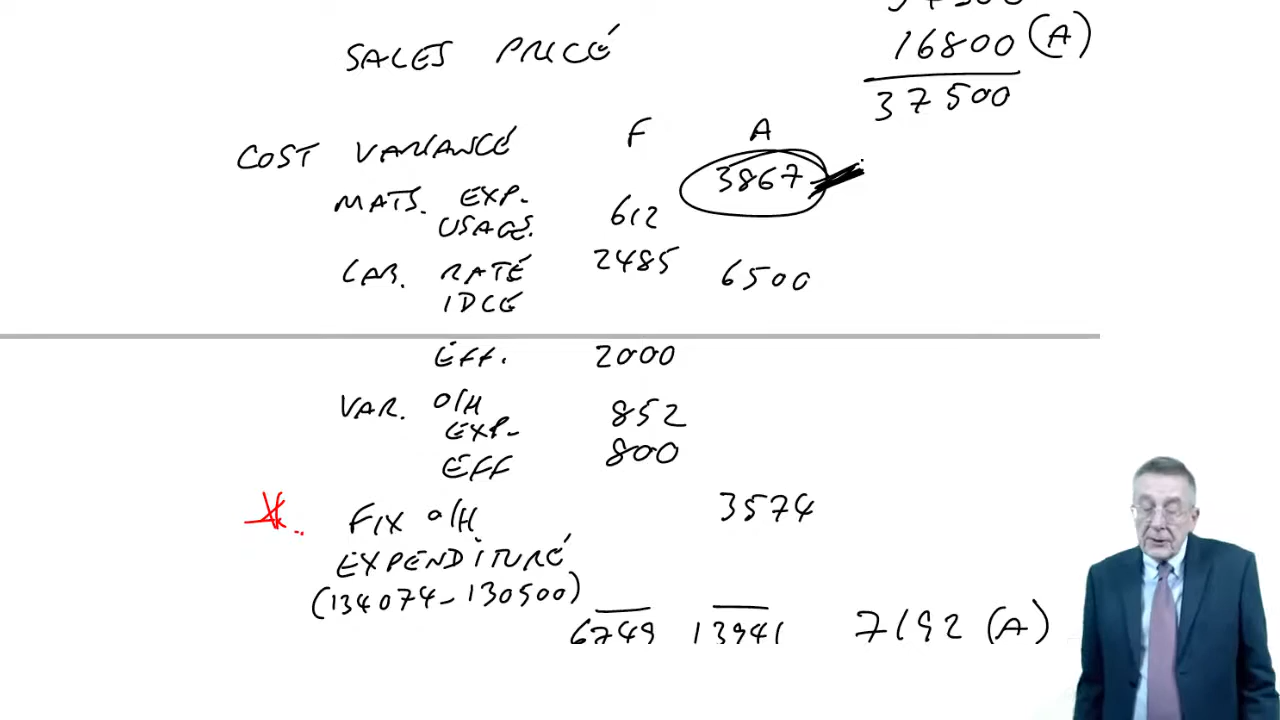 16800 (A)
SALES PRICE
37500
COST VARIANCE F A
MATS. EXP. 3867
USAGE. 612
LAB. RATE 2485
IDLE 6500
EFF. 2000
VAR. O/H
EXP. 852
EFF 800
FIX O/H 3574
EXPENDITURE
(134074 - 130500)
6749 13941 7192 (A)